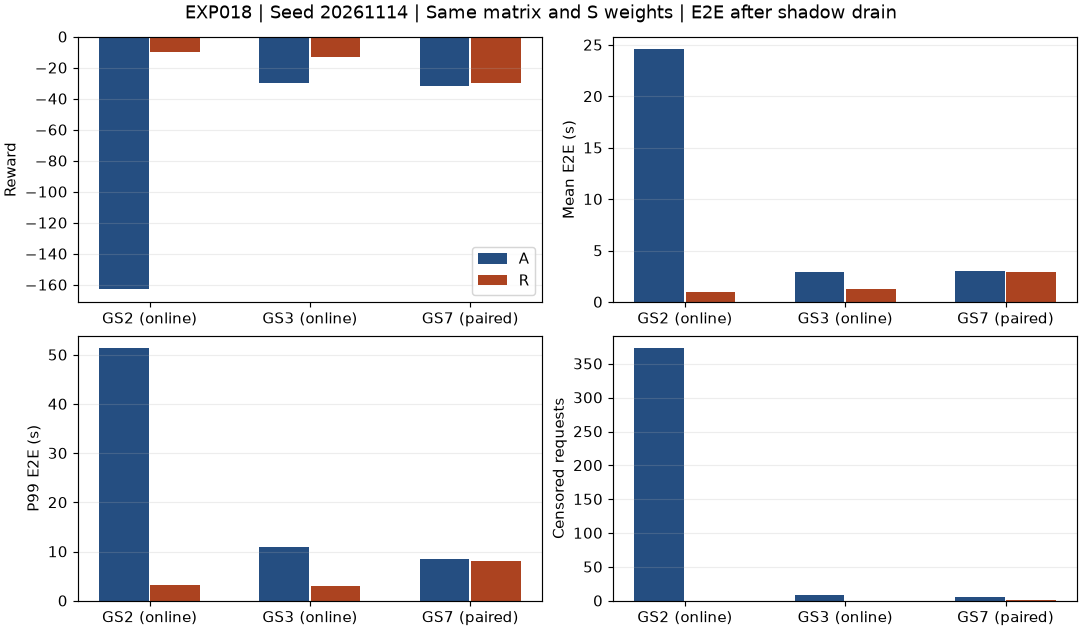 EXP018 | Seed 20261114 | Same matrix and S weights | E2E after shadow drain
Reward
0
−20
−40
−60
−80
−100
−120
−140
−160
A
R
GS2 (online)
GS3 (online)
GS7 (paired)
Mean E2E (s)
25
20
15
10
5
0
GS2 (online)
GS3 (online)
GS7 (paired)
P99 E2E (s)
50
40
30
20
10
0
GS2 (online)
GS3 (online)
GS7 (paired)
Censored requests
350
300
250
200
150
100
50
0
GS2 (online)
GS3 (online)
GS7 (paired)